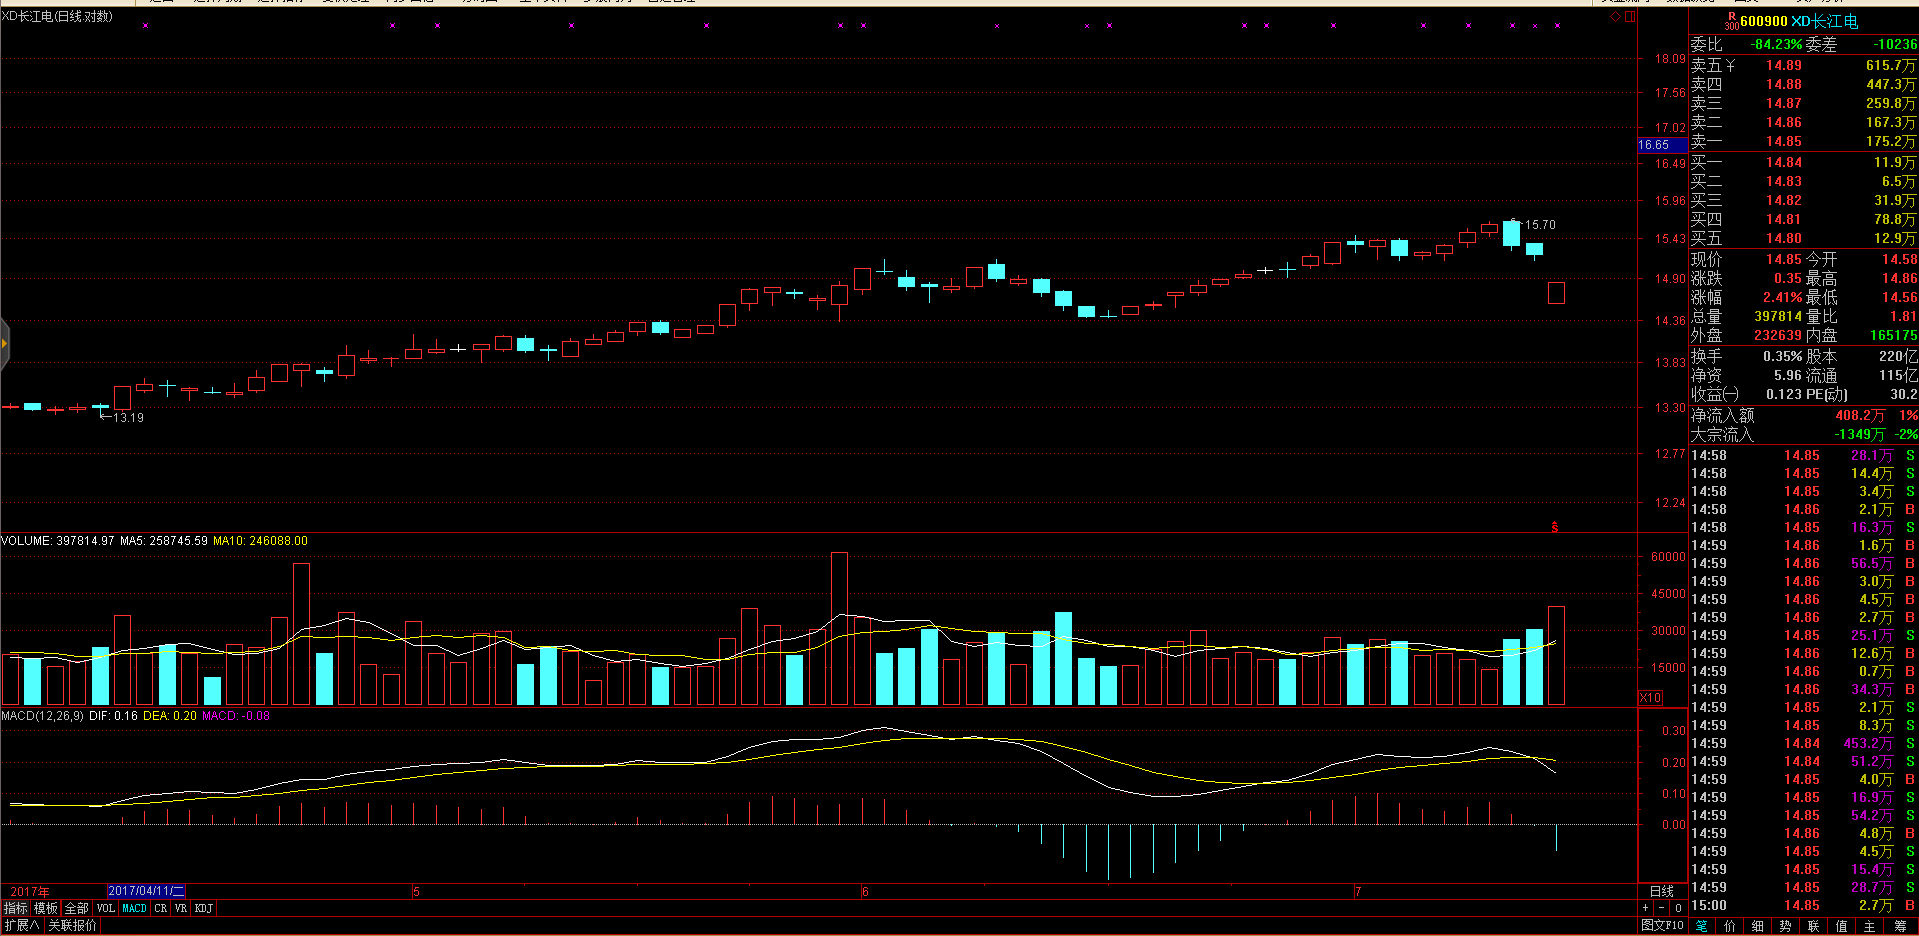 XD长江电(日线.对数)
18.09
17.56
17.02
16.65
16.49
15.96
15.43
14.90
14.36
13.83
13.30
12.77
12.24
15.70
13.19
VOLUME: 397814.97 MA5: 258745.59 MA10: 246088.00
60000
45000
30000
15000
X10
MACD(12,26,9) DIF: 0.16 DEA: 0.20 MACD: -0.08
0.30
0.20
0.10
0.00
2017年 2017/04/11/二 5 6 7 日线
指标 模板 全部 VOL MACD CR VR KDJ + - 0
扩展∧ 关联报价 图文F10
R 300 600900 XD长江电
委比 -84.23% 委差 -10236
卖五¥ 14.89 615.7万
卖四 14.88 447.3万
卖三 14.87 259.8万
卖二 14.86 167.3万
卖一 14.85 175.2万
买一 14.84 11.9万
买二 14.83 6.5万
买三 14.82 31.9万
买四 14.81 78.8万
买五 14.80 12.9万
现价 14.85 今开 14.58
涨跌 0.35 最高 14.86
涨幅 2.41% 最低 14.56
总量 397814 量比 1.81
外盘 232639 内盘 165175
换手 0.35% 股本 220亿
净资 5.96 流通 115亿
收益(一) 0.123 PE(动) 30.2
净流入额 408.2万 1%
大宗流入 -1349万 -2%
14:58 14.85 28.1万 S
14:58 14.85 14.4万 S
14:58 14.85 3.4万 S
14:58 14.86 2.1万 B
14:58 14.85 16.3万 S
14:59 14.86 1.6万 B
14:59 14.86 56.5万 B
14:59 14.86 3.0万 B
14:59 14.86 4.5万 B
14:59 14.86 2.7万 B
14:59 14.85 25.1万 S
14:59 14.86 12.6万 B
14:59 14.86 0.7万 B
14:59 14.86 34.3万 B
14:59 14.85 2.1万 S
14:59 14.85 8.3万 S
14:59 14.84 453.2万 S
14:59 14.84 51.2万 S
14:59 14.85 4.0万 B
14:59 14.85 16.9万 S
14:59 14.85 54.2万 S
14:59 14.86 4.8万 B
14:59 14.85 4.5万 S
14:59 14.85 15.4万 S
14:59 14.85 28.7万 S
15:00 14.85 2.7万 B
笔 价 细 势 联 值 主 筹